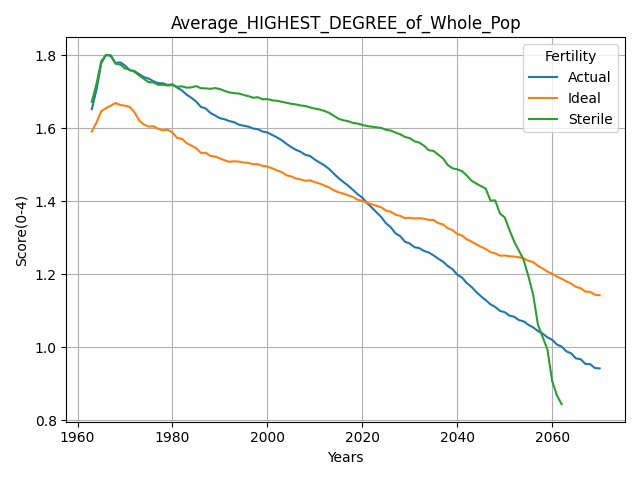 Average_HIGHEST_DEGREE_of_Whole_Pop
Fertility
Actual
Ideal
Sterile
Score(0-4)
1.8
1.6
1.4
1.2
1.0
0.8
1960 1980 2000 2020 2040 2060
Years